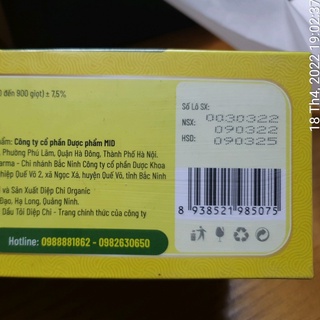 0 đến 900 giọt) ± 7,5%
phẩm: Công ty cổ phần Dược phẩm MID
, Phường Phú Lãm, Quận Hà Đông, Thành Phố Hà Nội.
arma - Chi nhánh Bắc Ninh Công ty cổ phần Dược Khoa
hiệp Quế Võ 2, xã Ngọc Xá, huyện Quế Võ, tỉnh Bắc Ninh
i và Sản Xuất Diệp Chi Organic
Đạo, Hạ Long, Quảng Ninh.
Dầu Tỏi Diệp Chi - Trang chính thức của công ty
Hotline: 0988881862 - 0982630650
Số Lô SX: 0030322
NSX: 090322
HSD: 090325
8 938521 985075
18 Th4, 2022 19:02:37